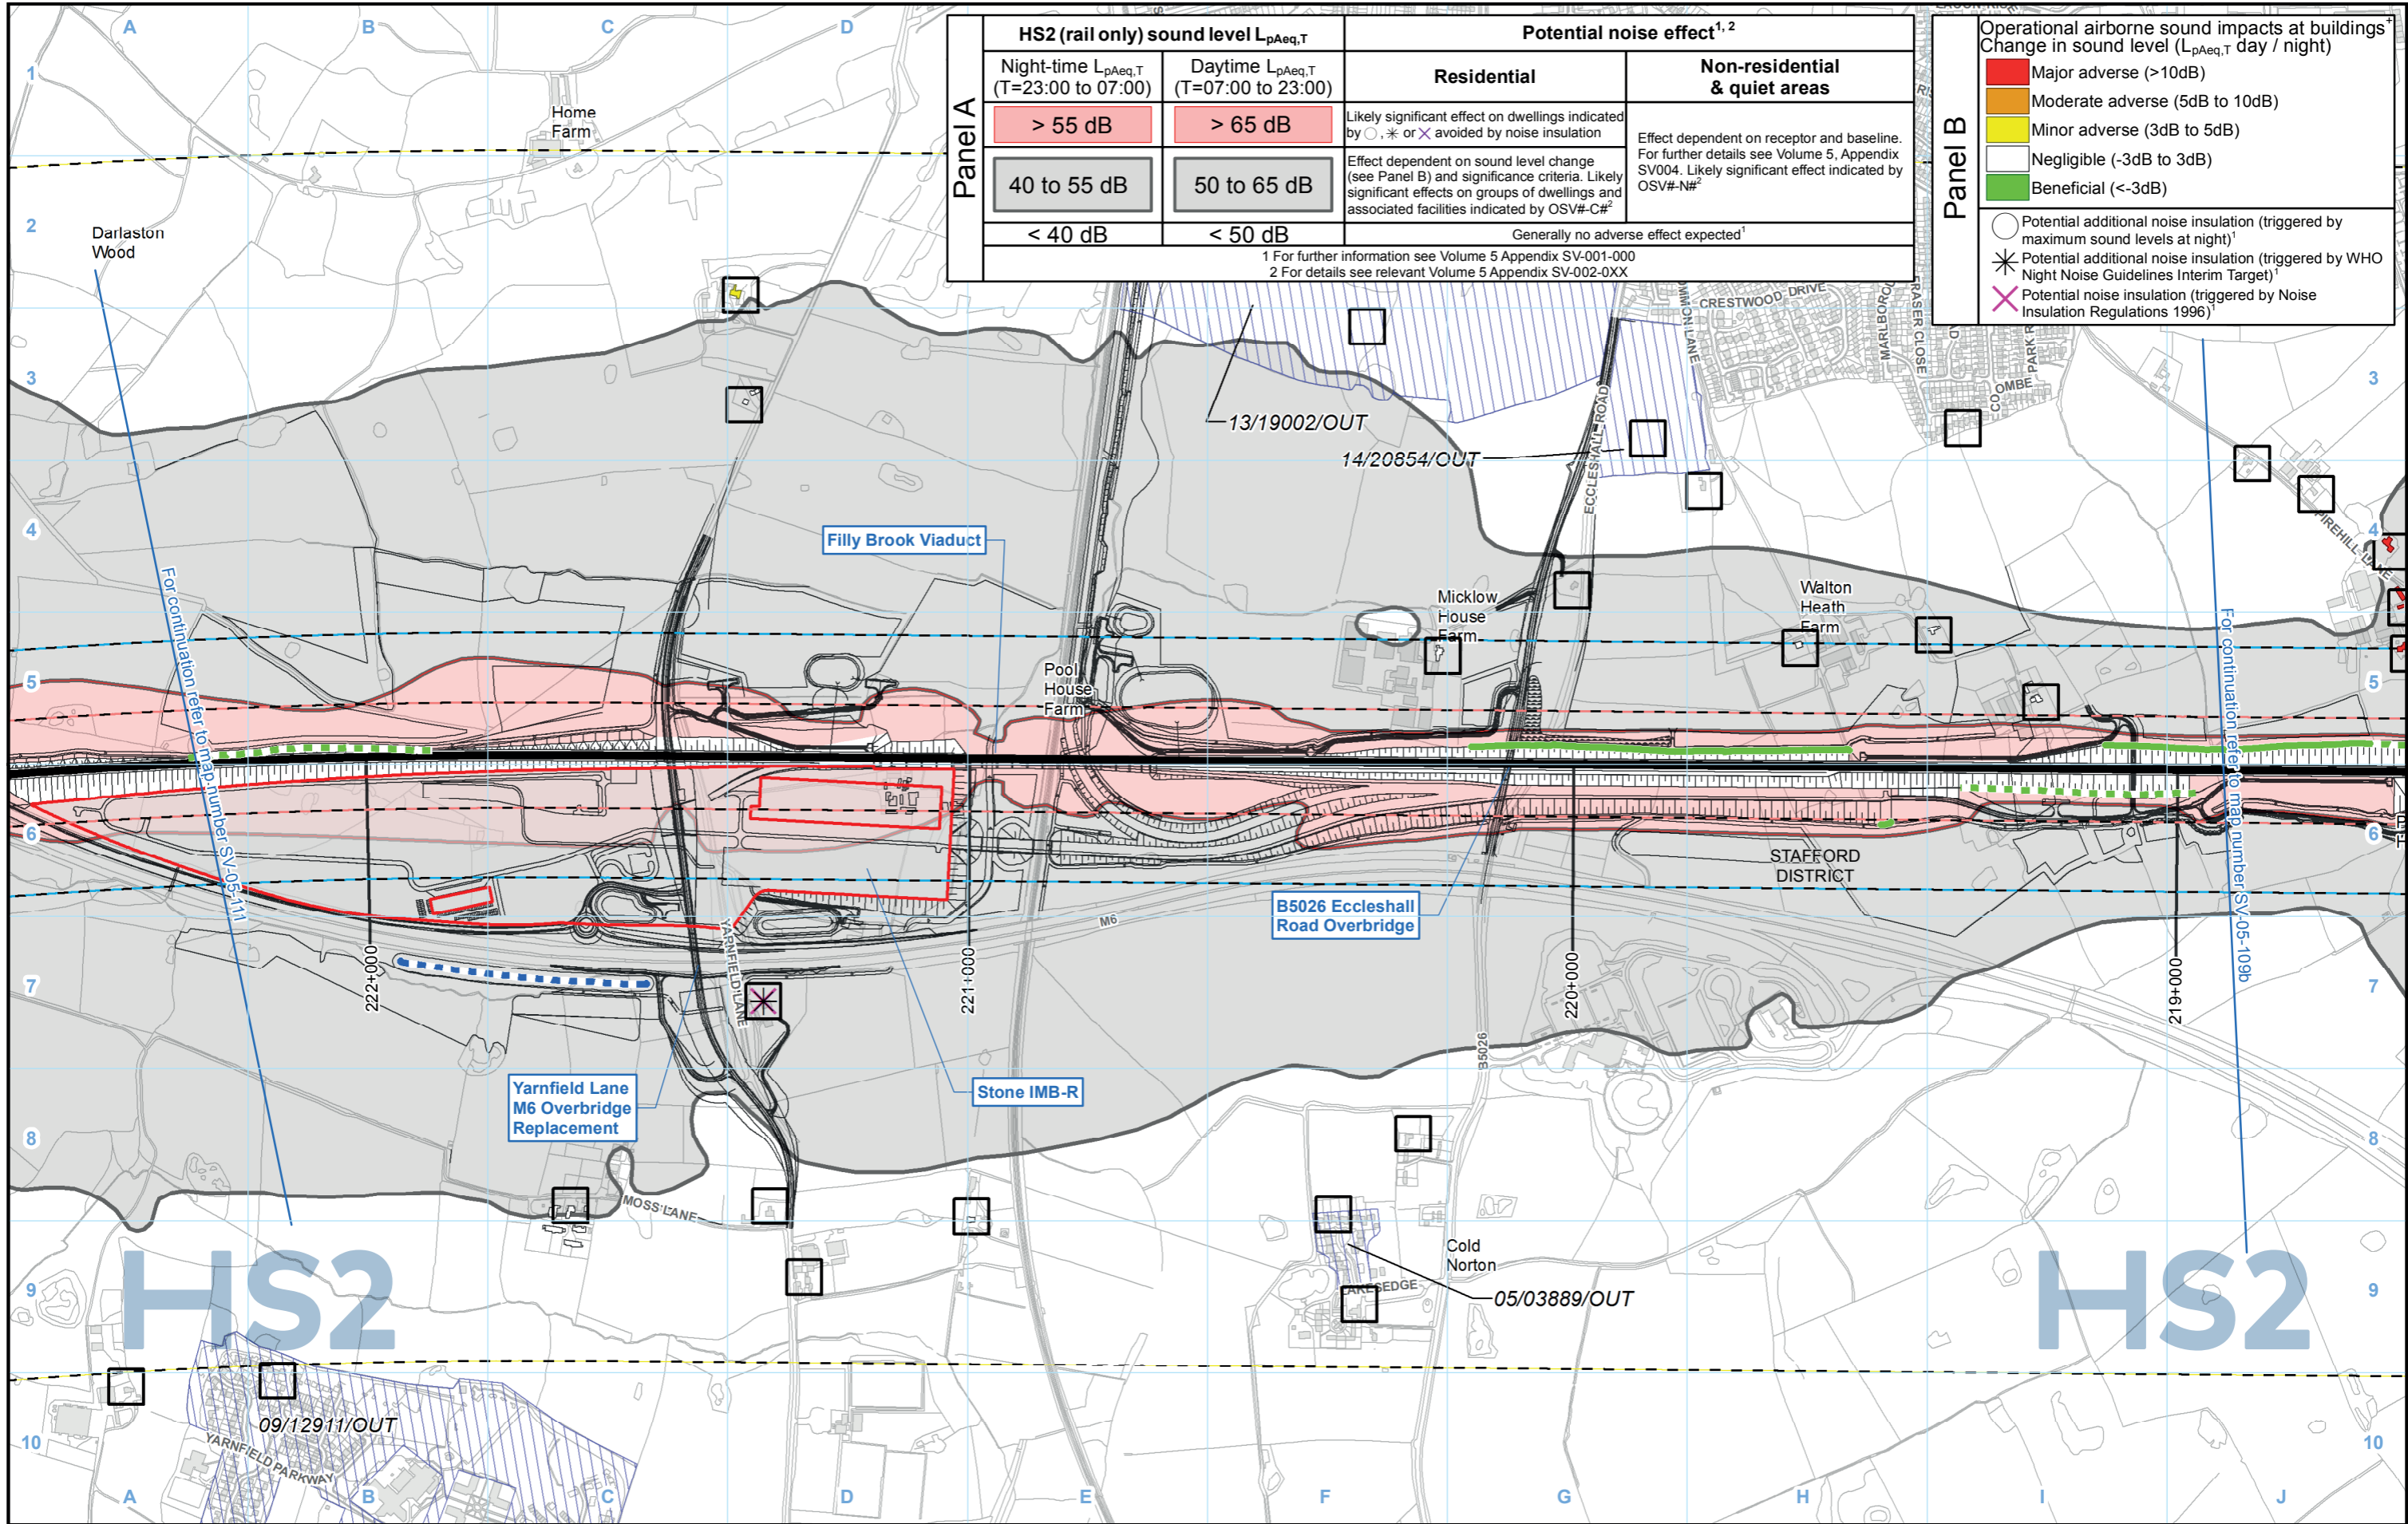 A
B
C
D
1
2
3
4
5
6
7
8
9
10
Home
Farm
Darlaston
Wood
Panel A
HS2 (rail only) sound level LpAeq,T
Potential noise effect1, 2
Night-time LpAeq,T
(T=23:00 to 07:00)
Daytime LpAeq,T
(T=07:00 to 23:00)
Residential
Non-residential
& quiet areas
> 55 dB
> 65 dB
Likely significant effect on dwellings indicated
by ○, ✳ or ✕ avoided by noise insulation
Effect dependent on receptor and baseline.
For further details see Volume 5, Appendix
SV004. Likely significant effect indicated by
OSV#-N#2
40 to 55 dB
50 to 65 dB
Effect dependent on sound level change
(see Panel B) and significance criteria. Likely
significant effects on groups of dwellings and
associated facilities indicated by OSV#-C#2
< 40 dB
< 50 dB
Generally no adverse effect expected1
1 For further information see Volume 5 Appendix SV-001-000
2 For details see relevant Volume 5 Appendix SV-002-0XX
Panel B
Operational airborne sound impacts at buildings+
Change in sound level (LpAeq,T day / night)
Major adverse (>10dB)
Moderate adverse (5dB to 10dB)
Minor adverse (3dB to 5dB)
Negligible (-3dB to 3dB)
Beneficial (<-3dB)
Potential additional noise insulation (triggered by
maximum sound levels at night)1
Potential additional noise insulation (triggered by WHO
Night Noise Guidelines Interim Target)1
Potential noise insulation (triggered by Noise
Insulation Regulations 1996)1
CRESTWOOD DRIVE
FRASER CLOSE
13/19002/OUT
14/20854/OUT
ECCLESHALL ROAD
3
4
5
6
7
8
9
10
PIREHILL LANE
Filly Brook Viaduct
Micklow
House
Farm
Walton
Heath
Farm
Pool
House
Farm
For continuation refer to map number SV-05-111
For continuation refer to map number SV-05-109b
STAFFORD
DISTRICT
B5026 Eccleshall
Road Overbridge
M6
YARNFIELD LANE
222+000
221+000
220+000
219+000
B5026
Yarnfield Lane
M6 Overbridge
Replacement
Stone IMB-R
MOSS LANE
Cold
Norton
LAKESEDGE
05/03889/OUT
HS2
HS2
09/12911/OUT
YARNFIELD PARKWAY
A
B
C
D
E
F
G
H
I
J